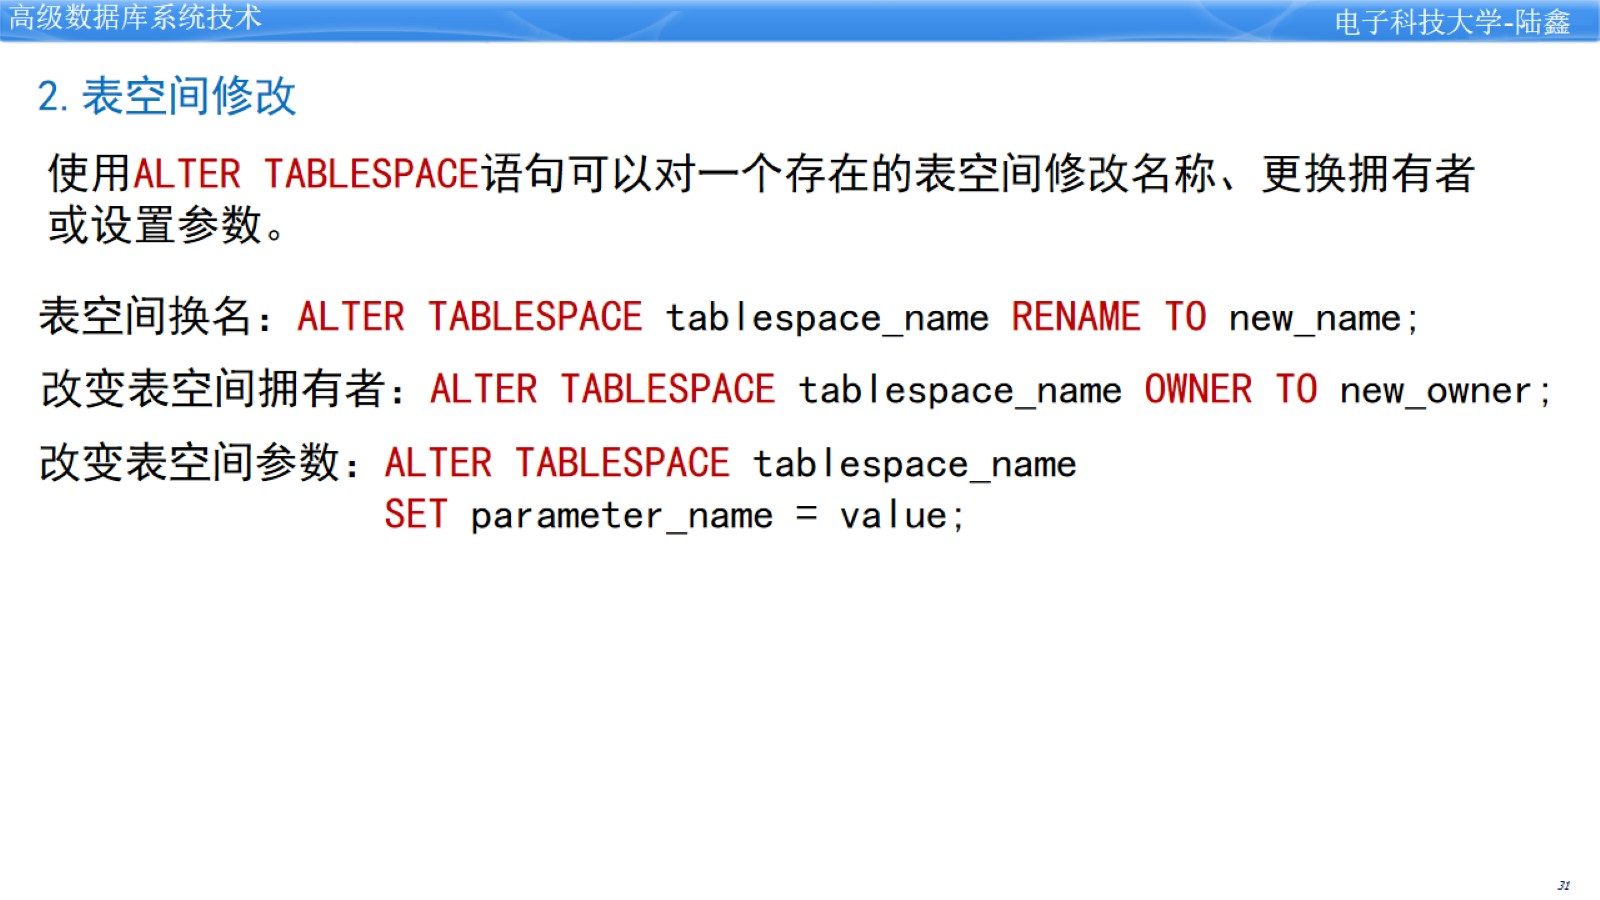 高级数据库系统技术
电子科技大学-陆鑫
2. 表空间修改
使用ALTER TABLESPACE语句可以对一个存在的表空间修改名称、更换拥有者
或设置参数。
表空间换名：ALTER TABLESPACE tablespace_name RENAME TO new_name;
改变表空间拥有者：ALTER TABLESPACE tablespace_name OWNER TO new_owner;
改变表空间参数：ALTER TABLESPACE tablespace_name
SET parameter_name = value;
31